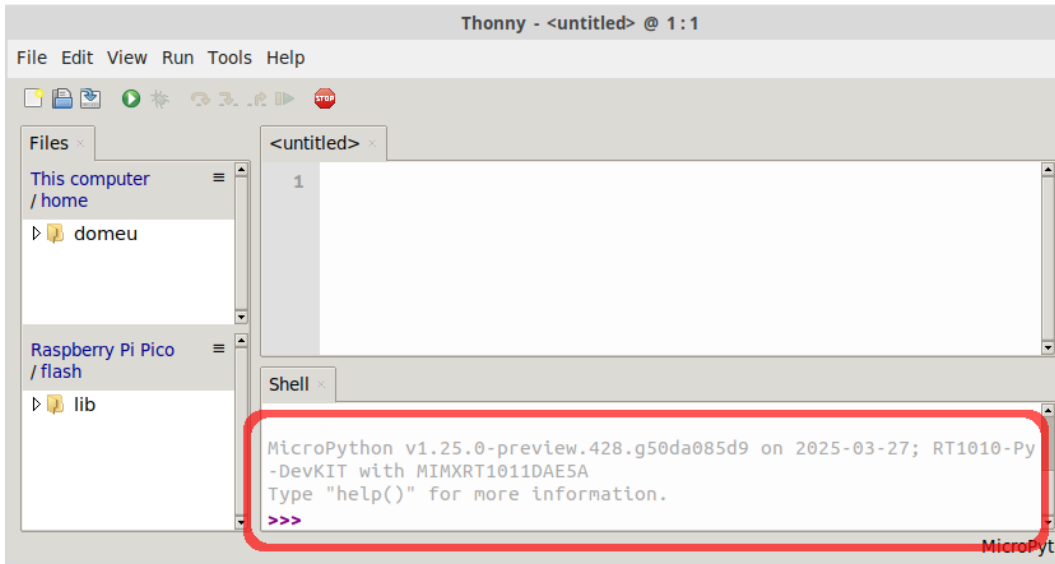 Thonny - <untitled> @ 1:1
File Edit View Run Tools Help
STOP
Files
<untitled>
This computer
/ home
1
domeu
Raspberry Pi Pico
/ flash
lib
Shell
MicroPython v1.25.0-preview.428.g50da085d9 on 2025-03-27; RT1010-Py
-DevKIT with MIMXRT1011DAE5A
Type "help()" for more information.
>>>
MicroPyt